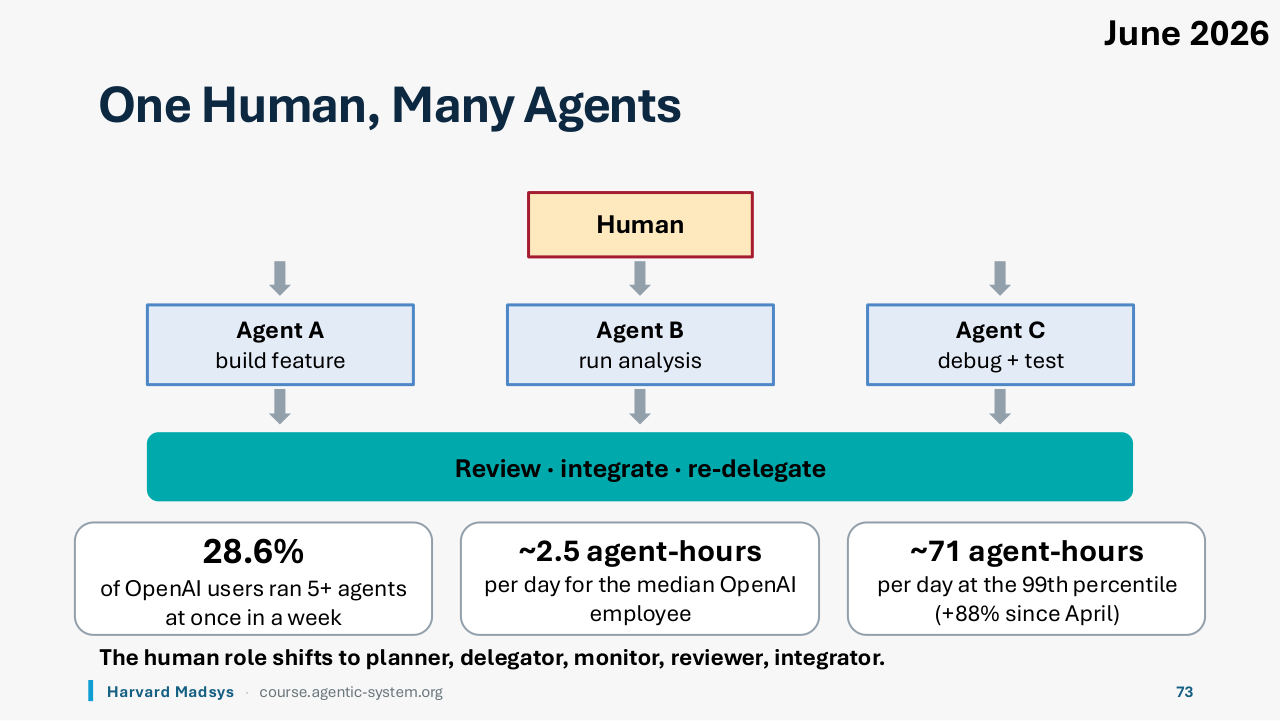 June 2026
One Human, Many Agents
Human
Agent A
build feature
Agent B
run analysis
Agent C
debug + test
Review · integrate · re-delegate
28.6%
of OpenAI users ran 5+ agents
at once in a week
~2.5 agent-hours
per day for the median OpenAI
employee
~71 agent-hours
per day at the 99th percentile
(+88% since April)
The human role shifts to planner, delegator, monitor, reviewer, integrator.
Harvard Madsys · course.agentic-system.org
73